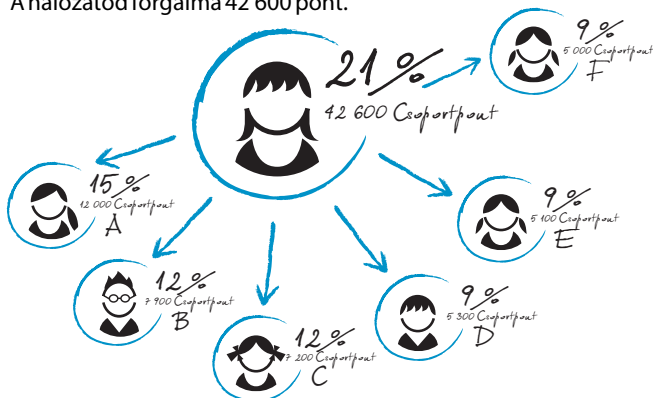 A hálózatod forgalma 42 600 pont.
21 %
42 600 Csoportpont
9 %
5 000 Csoportpont
F
15 %
12 000 Csoportpont
A
9 %
5 100 Csoportpont
E
12 %
7 900 Csoportpont
B
9 %
5 300 Csoportpont
D
12 %
7 200 Csoportpont
C